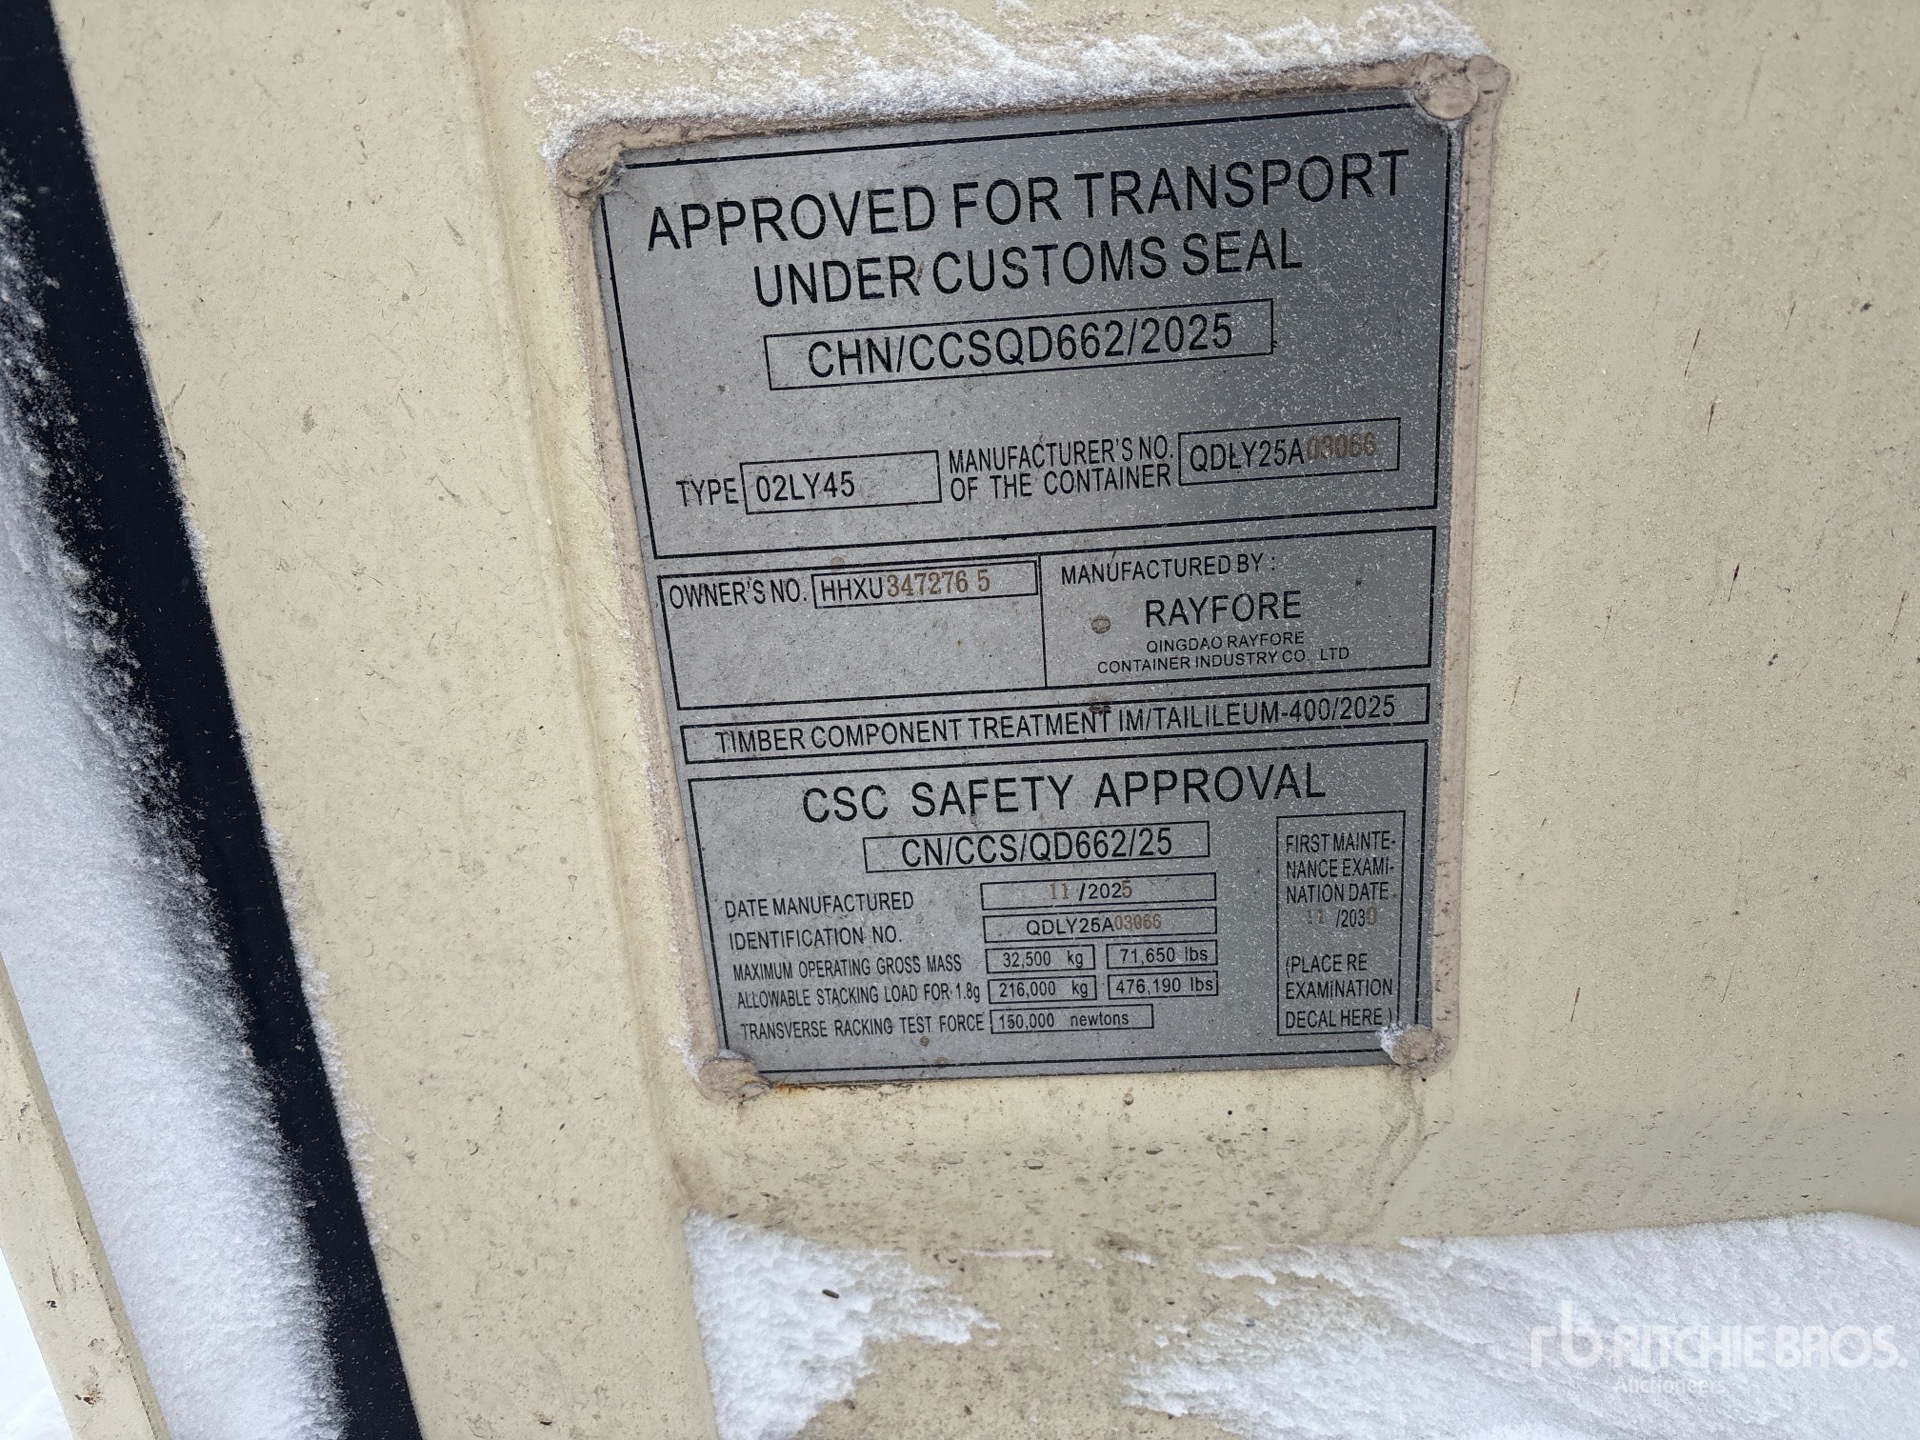 APPROVED FOR TRANSPORT
UNDER CUSTOMS SEAL
CHN/CCSQD662/2025
TYPE 02LY45 MANUFACTURER'S NO. OF THE CONTAINER QDLY25A03066
OWNER'S NO. HHXU 347276 5
MANUFACTURED BY :
RAYFORE
QINGDAO RAYFORE
CONTAINER INDUSTRY CO., LTD
TIMBER COMPONENT TREATMENT IM/TAILILEUM-400/2025
CSC SAFETY APPROVAL
CN/CCS/QD662/25
DATE MANUFACTURED 11 /2025
IDENTIFICATION NO. QDLY25A03066
MAXIMUM OPERATING GROSS MASS 32,500 kg 71,650 lbs
ALLOWABLE STACKING LOAD FOR 1.8g 216,000 kg 476,190 lbs
TRANSVERSE RACKING TEST FORCE 150,000 newtons
FIRST MAINTE-
NANCE EXAMI-
NATION DATE
11 /2030
(PLACE RE
EXAMINATION
DECAL HERE )
rb RITCHIE BROS.
Auctioneers